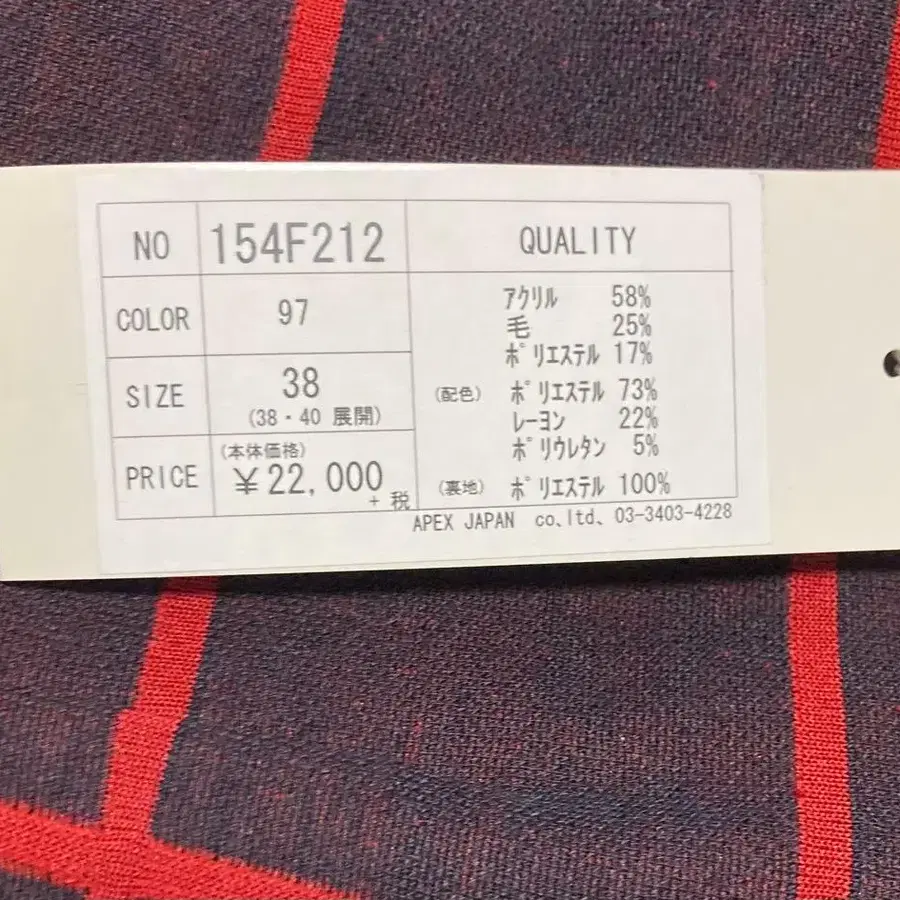 NO 154F212
COLOR 97
SIZE 38
(38・40 展開)
PRICE (本体価格)
¥22,000
+ 税
QUALITY
アクリル 58%
毛 25%
ポリエステル 17%
(配色) ポリエステル 73%
レーヨン 22%
ポリウレタン 5%
(裏地) ポリエステル 100%
APEX JAPAN co,ltd、03-3403-4228